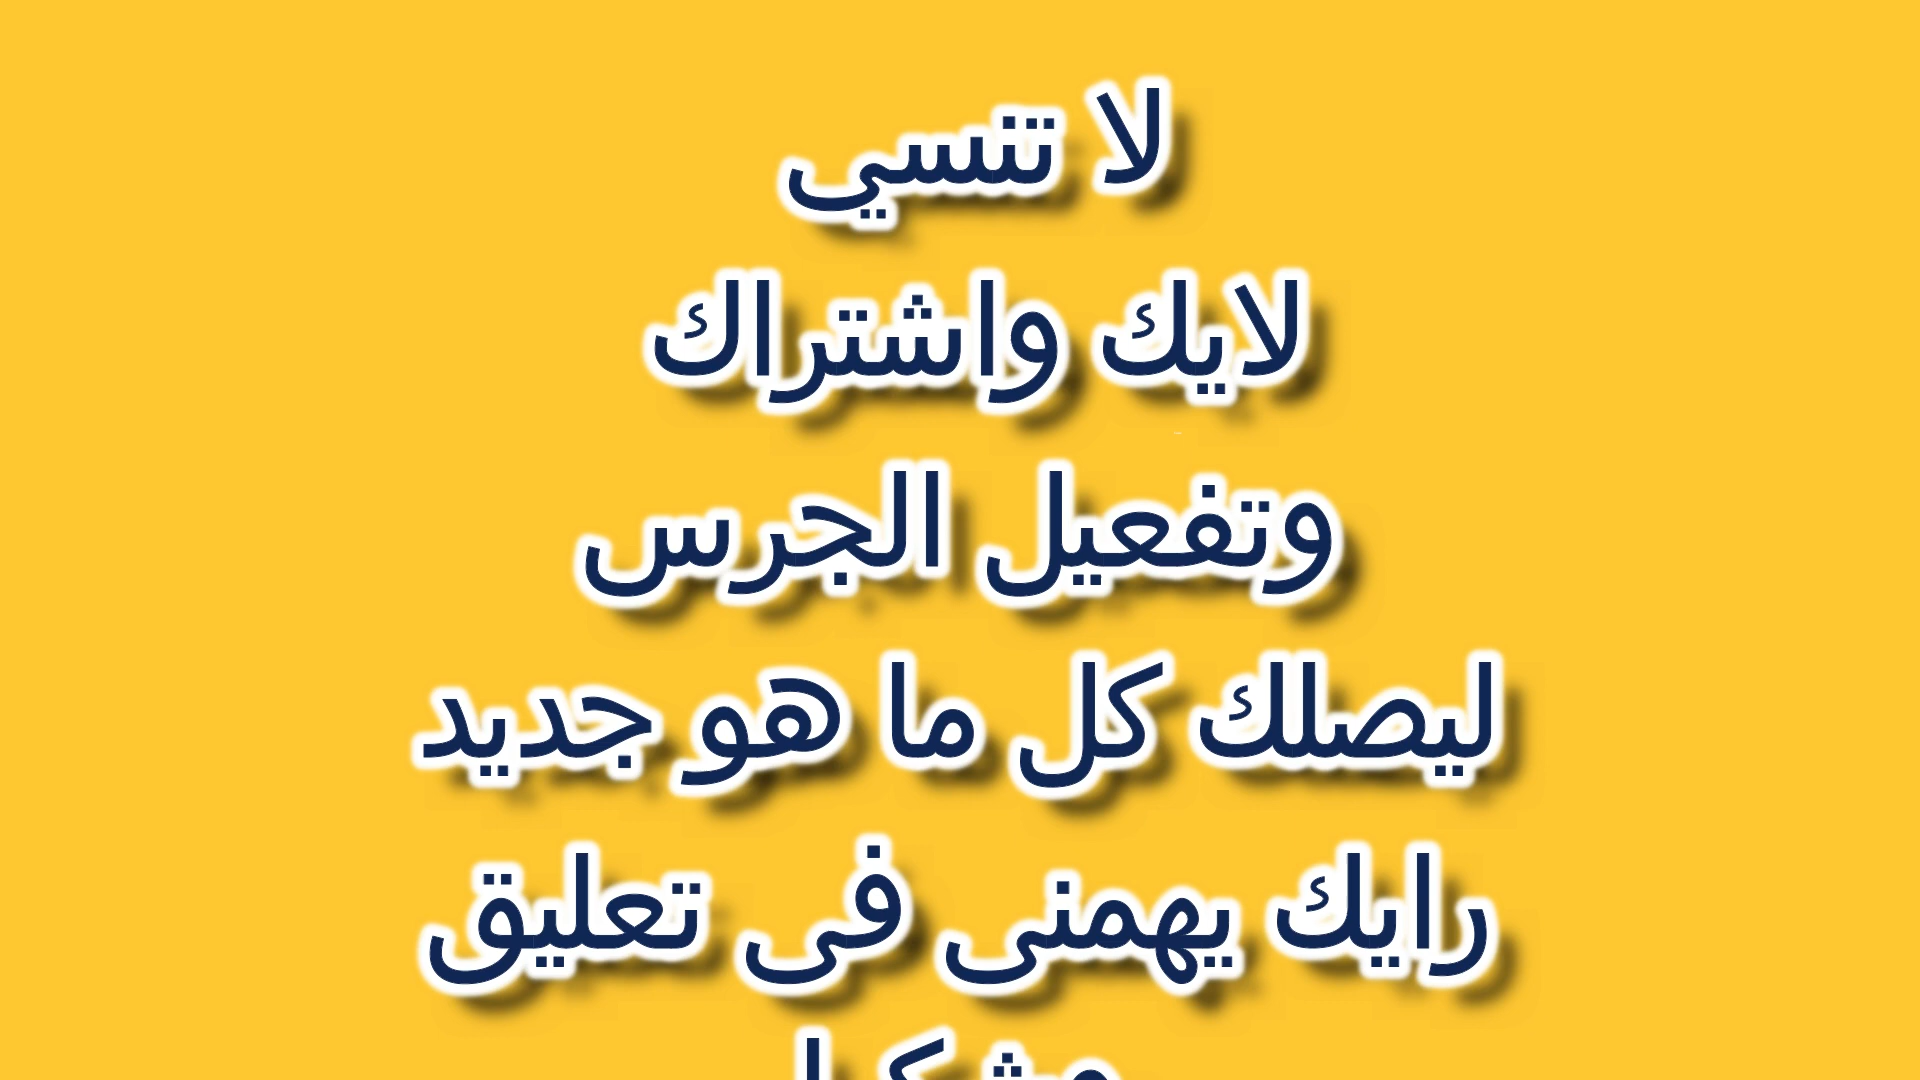 لا تنسي
لايك واشتراك
وتفعيل الجرس
ليصلك كل ما هو جديد
رايك يهمنى فى تعليق